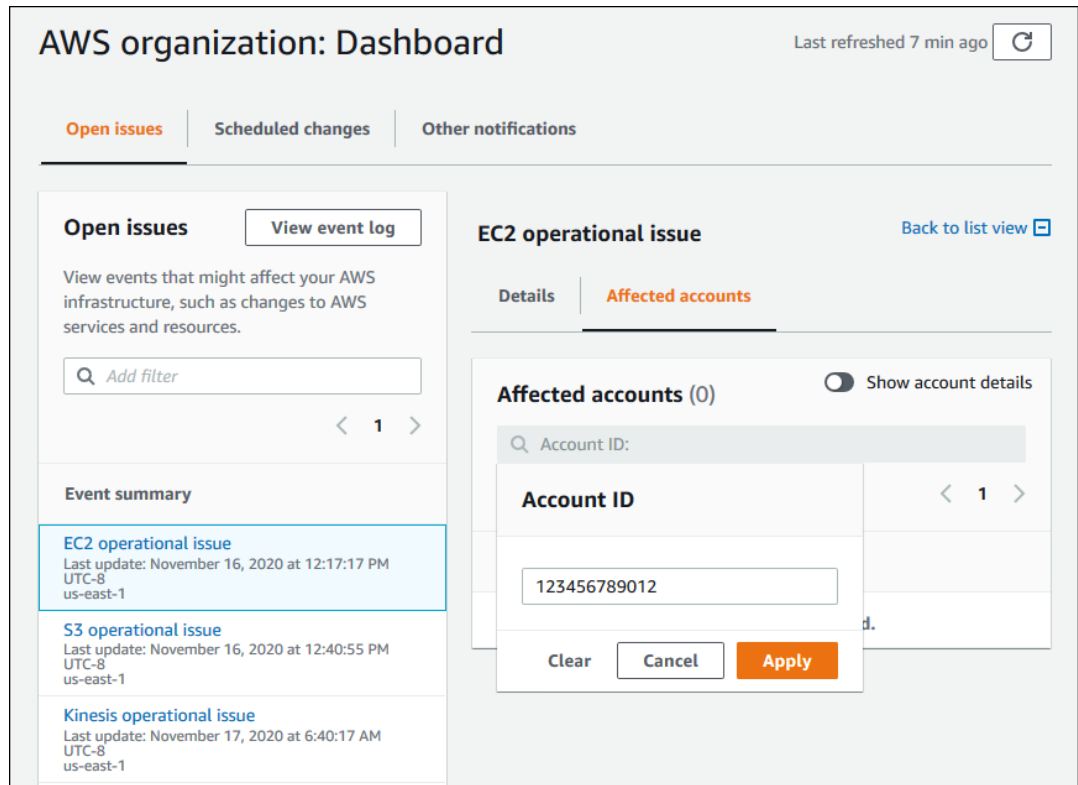 AWS organization: Dashboard
Last refreshed 7 min ago
Open issues
Scheduled changes
Other notifications
Open issues
View event log
View events that might affect your AWS
infrastructure, such as changes to AWS
services and resources.
Add filter
1
Event summary
EC2 operational issue
Last update: November 16, 2020 at 12:17:17 PM
UTC-8
us-east-1
S3 operational issue
Last update: November 16, 2020 at 12:40:55 PM
UTC-8
us-east-1
Kinesis operational issue
Last update: November 17, 2020 at 6:40:17 AM
UTC-8
us-east-1
EC2 operational issue
Back to list view
Details
Affected accounts
Affected accounts (0)
Show account details
Account ID:
1
Account ID
123456789012
d.
Clear
Cancel
Apply